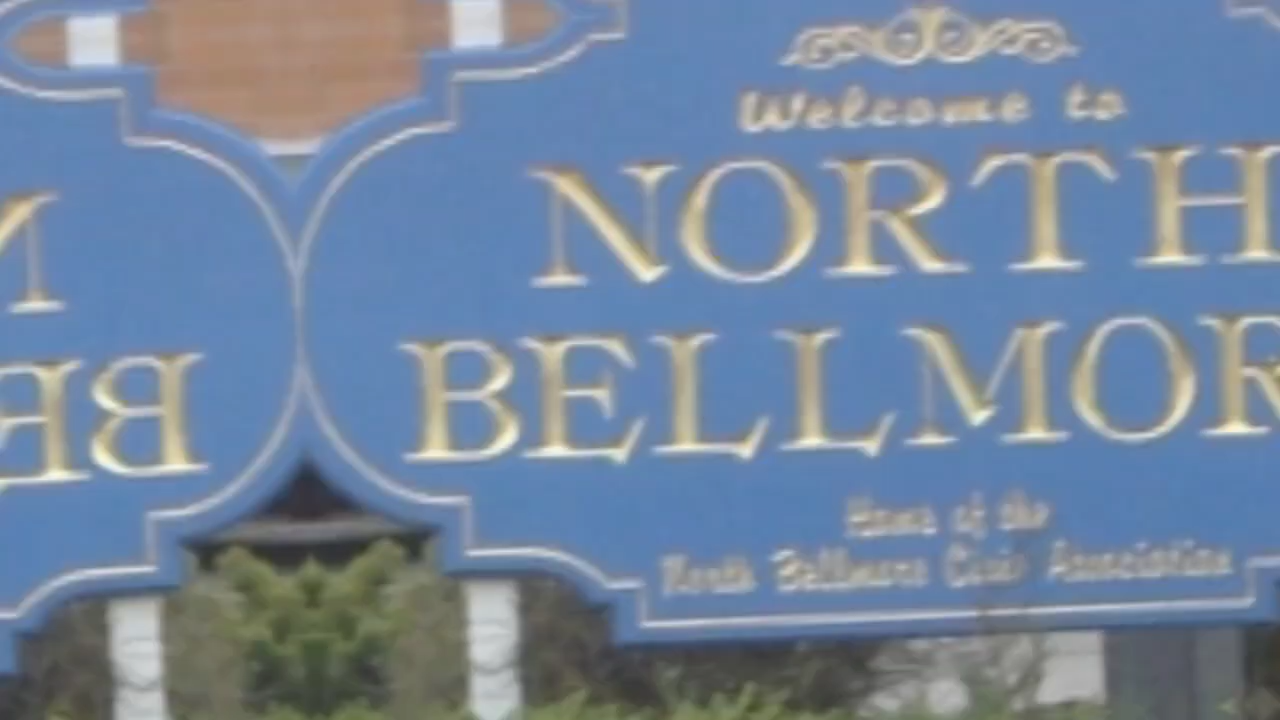 Welcome to
NORTH
BELLMOR
Home of the
North Bellmore Civic Association